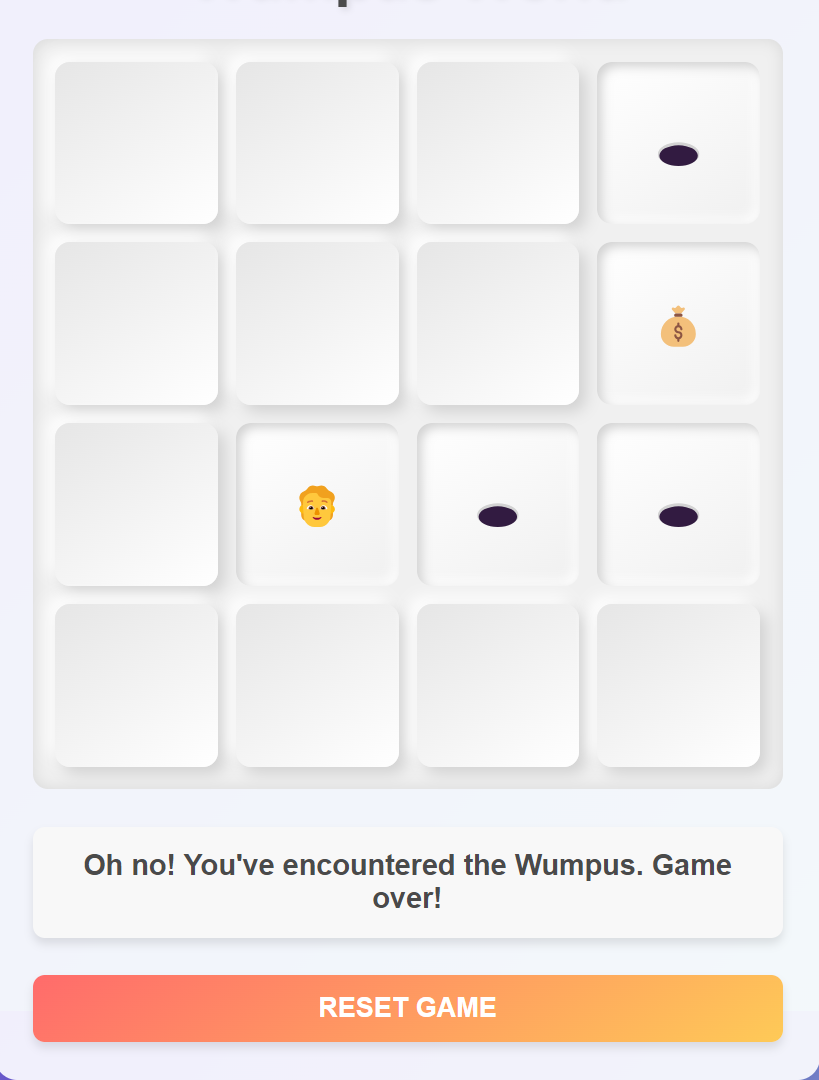 $
Oh no! You've encountered the Wumpus. Game
over!
RESET GAME